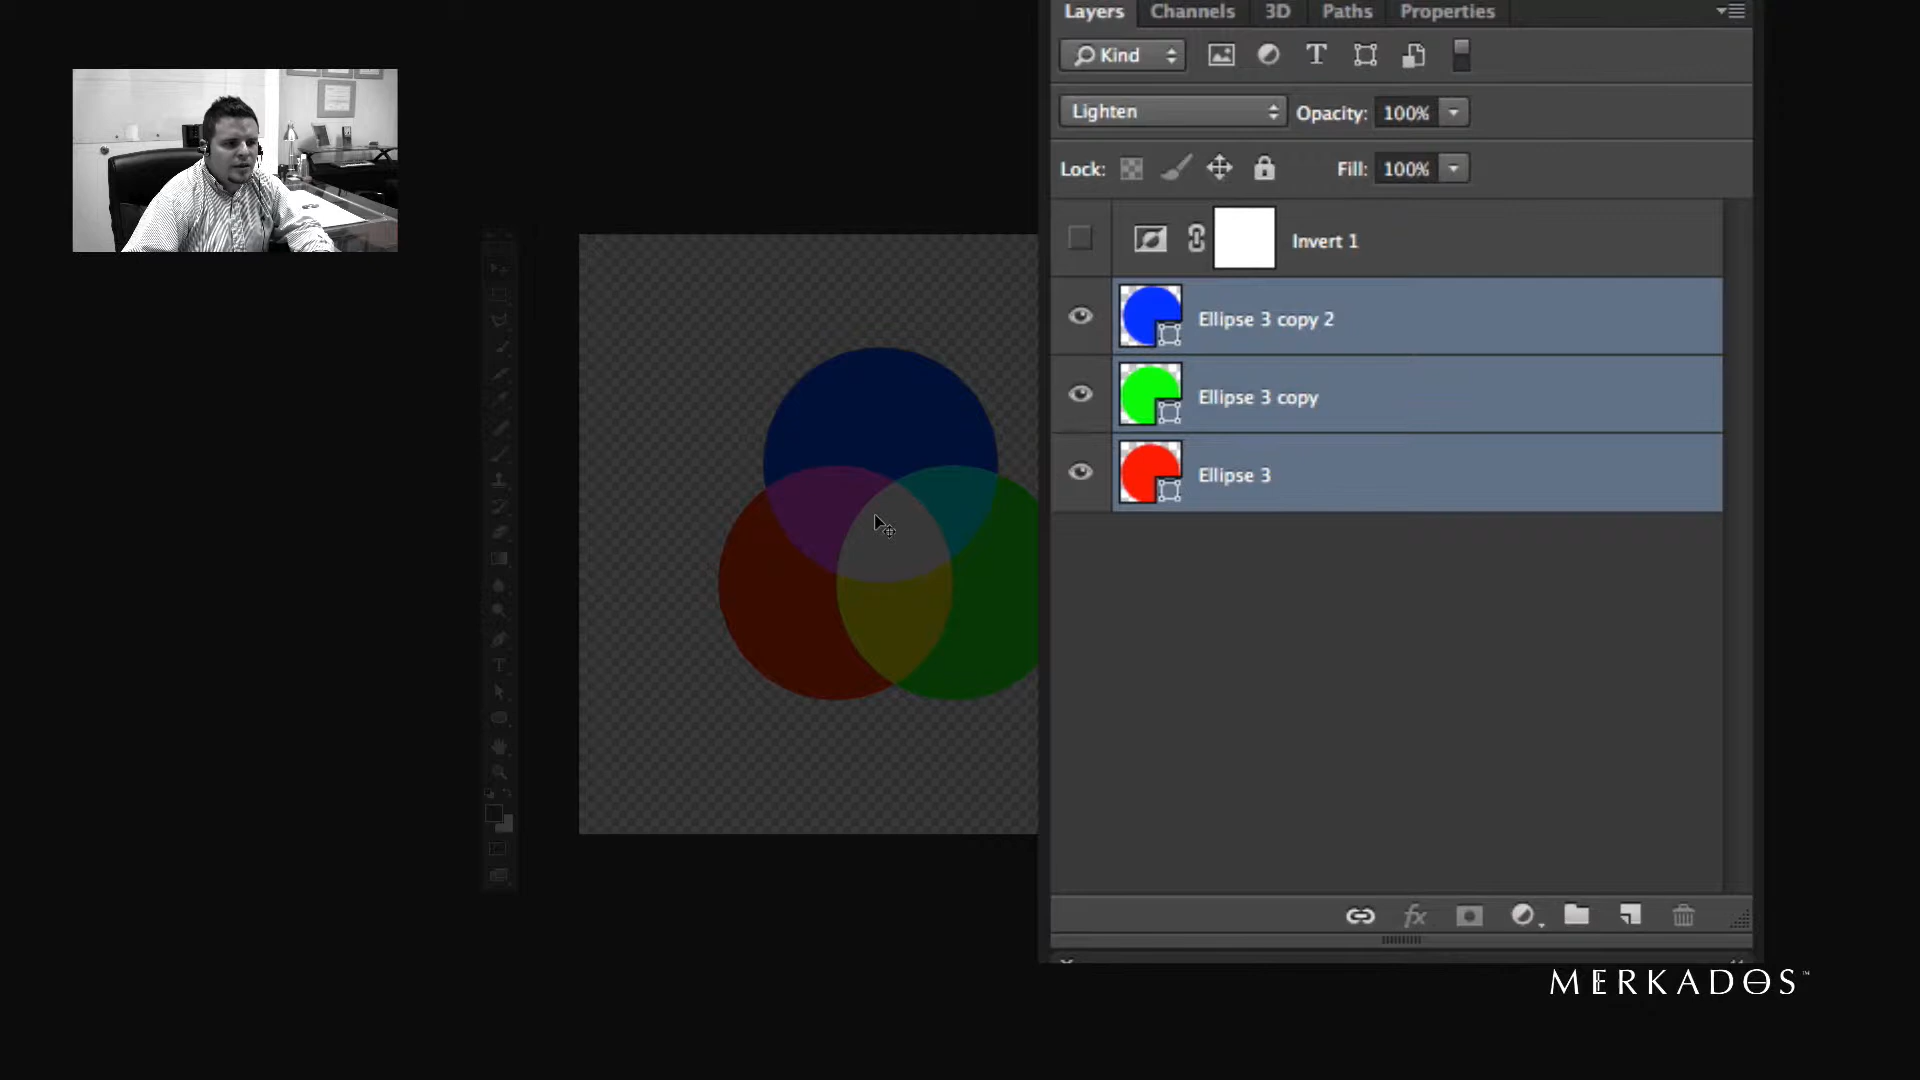 Layers Channels 3D Paths Properties
Kind
Lighten Opacity: 100%
Lock: Fill: 100%
Invert 1
Ellipse 3 copy 2
Ellipse 3 copy
Ellipse 3
fx
MERKADOS™